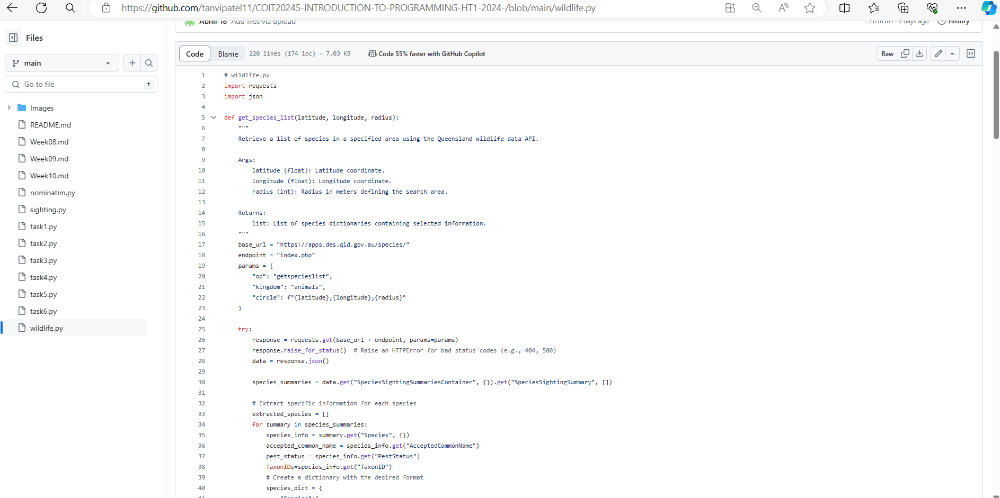 https://github.com/tanvipatel11/COIT20245-INTRODUCTION-TO-PROGRAMMING-HT1-2024-/blob/main/wildlife.py
Abhil-18 Add files via upload
2b16301 · 3 days ago History
Files
main
Go to file t
Images
README.md
Week08.md
Week09.md
Week10.md
nominatim.py
sighting.py
task1.py
task2.py
task3.py
task4.py
task5.py
task6.py
wildlife.py
Code Blame 220 lines (174 loc) · 7.03 KB Code 55% faster with GitHub Copilot Raw
1 # wildlife.py
2 import requests
3 import json
4
5 def get_species_list(latitude, longitude, radius):
6 """
7 Retrieve a list of species in a specified area using the Queensland wildlife data API.
8
9 Args:
10 latitude (float): Latitude coordinate.
11 longitude (float): Longitude coordinate.
12 radius (int): Radius in meters defining the search area.
13
14 Returns:
15 list: List of species dictionaries containing selected information.
16 """
17 base_url = "https://apps.des.qld.gov.au/species/"
18 endpoint = "index.php"
19 params = {
20 "op": "getspecieslist",
21 "kingdom": "animals",
22 "circle": f"{latitude},{longitude},{radius}"
23 }
24
25 try:
26 response = requests.get(base_url + endpoint, params=params)
27 response.raise_for_status() # Raise an HTTPError for bad status codes (e.g., 404, 500)
28 data = response.json()
29
30 species_summaries = data.get("SpeciesSightingSummariesContainer", {}).get("SpeciesSightingSummary", [])
31
32 # Extract specific information for each species
33 extracted_species = []
34 for summary in species_summaries:
35 species_info = summary.get("Species", {})
36 accepted_common_name = species_info.get("AcceptedCommonName")
37 pest_status = species_info.get("PestStatus")
38 TaxonIDs=species_info.get("TaxonID")
39 # Create a dictionary with the desired format
40 species_dict = {
41 "Species":{